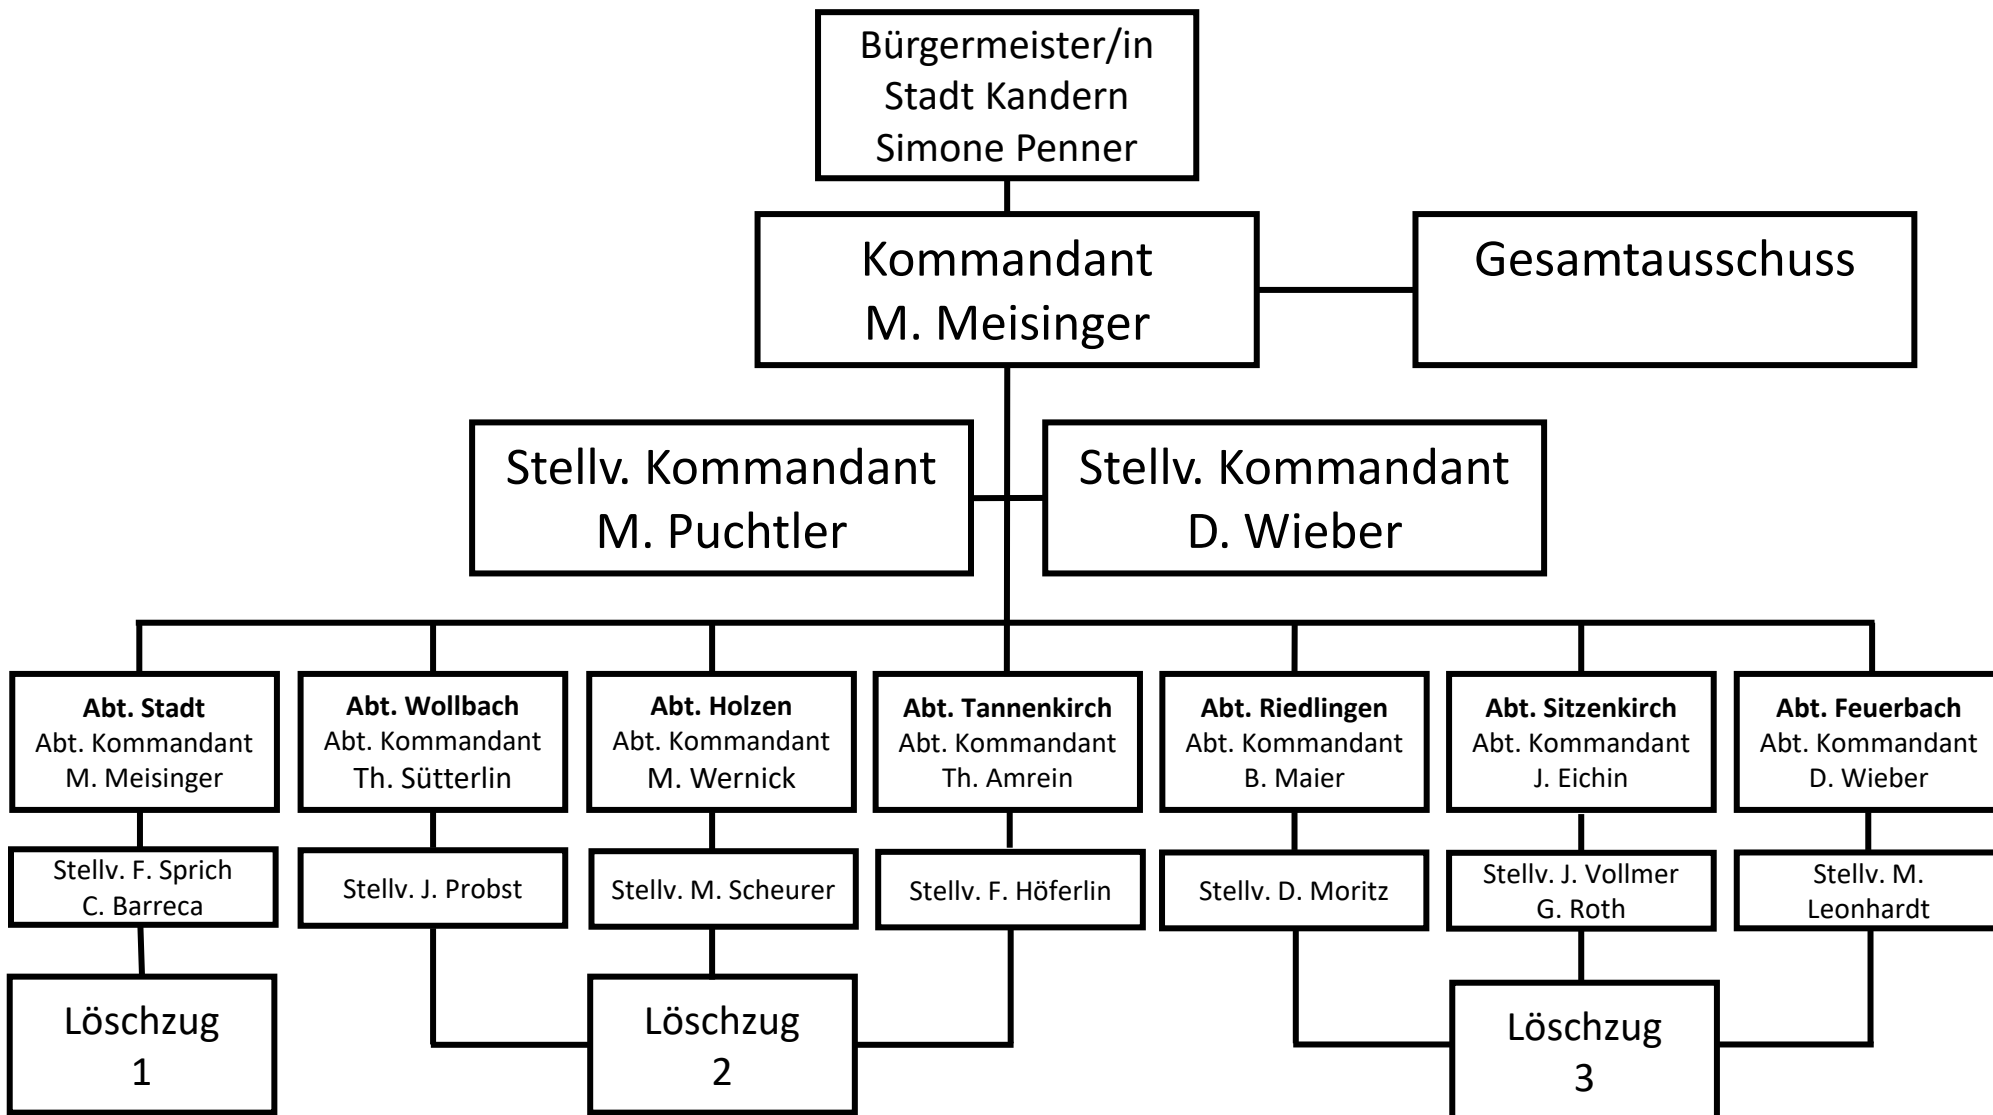 Bürgermeister/in
Stadt Kandern
Simone Penner
Kommandant
M. Meisinger
Gesamtausschuss
Stellv. Kommandant
M. Puchtler
Stellv. Kommandant
D. Wieber
Abt. Stadt
Abt. Kommandant
M. Meisinger
Abt. Wollbach
Abt. Kommandant
Th. Sütterlin
Abt. Holzen
Abt. Kommandant
M. Wernick
Abt. Tannenkirch
Abt. Kommandant
Th. Amrein
Abt. Riedlingen
Abt. Kommandant
B. Maier
Abt. Sitzenkirch
Abt. Kommandant
J. Eichin
Abt. Feuerbach
Abt. Kommandant
D. Wieber
Stellv. F. Sprich
C. Barreca
Stellv. J. Probst
Stellv. M. Scheurer
Stellv. F. Höferlin
Stellv. D. Moritz
Stellv. J. Vollmer
G. Roth
Stellv. M.
Leonhardt
Löschzug
1
Löschzug
2
Löschzug
3